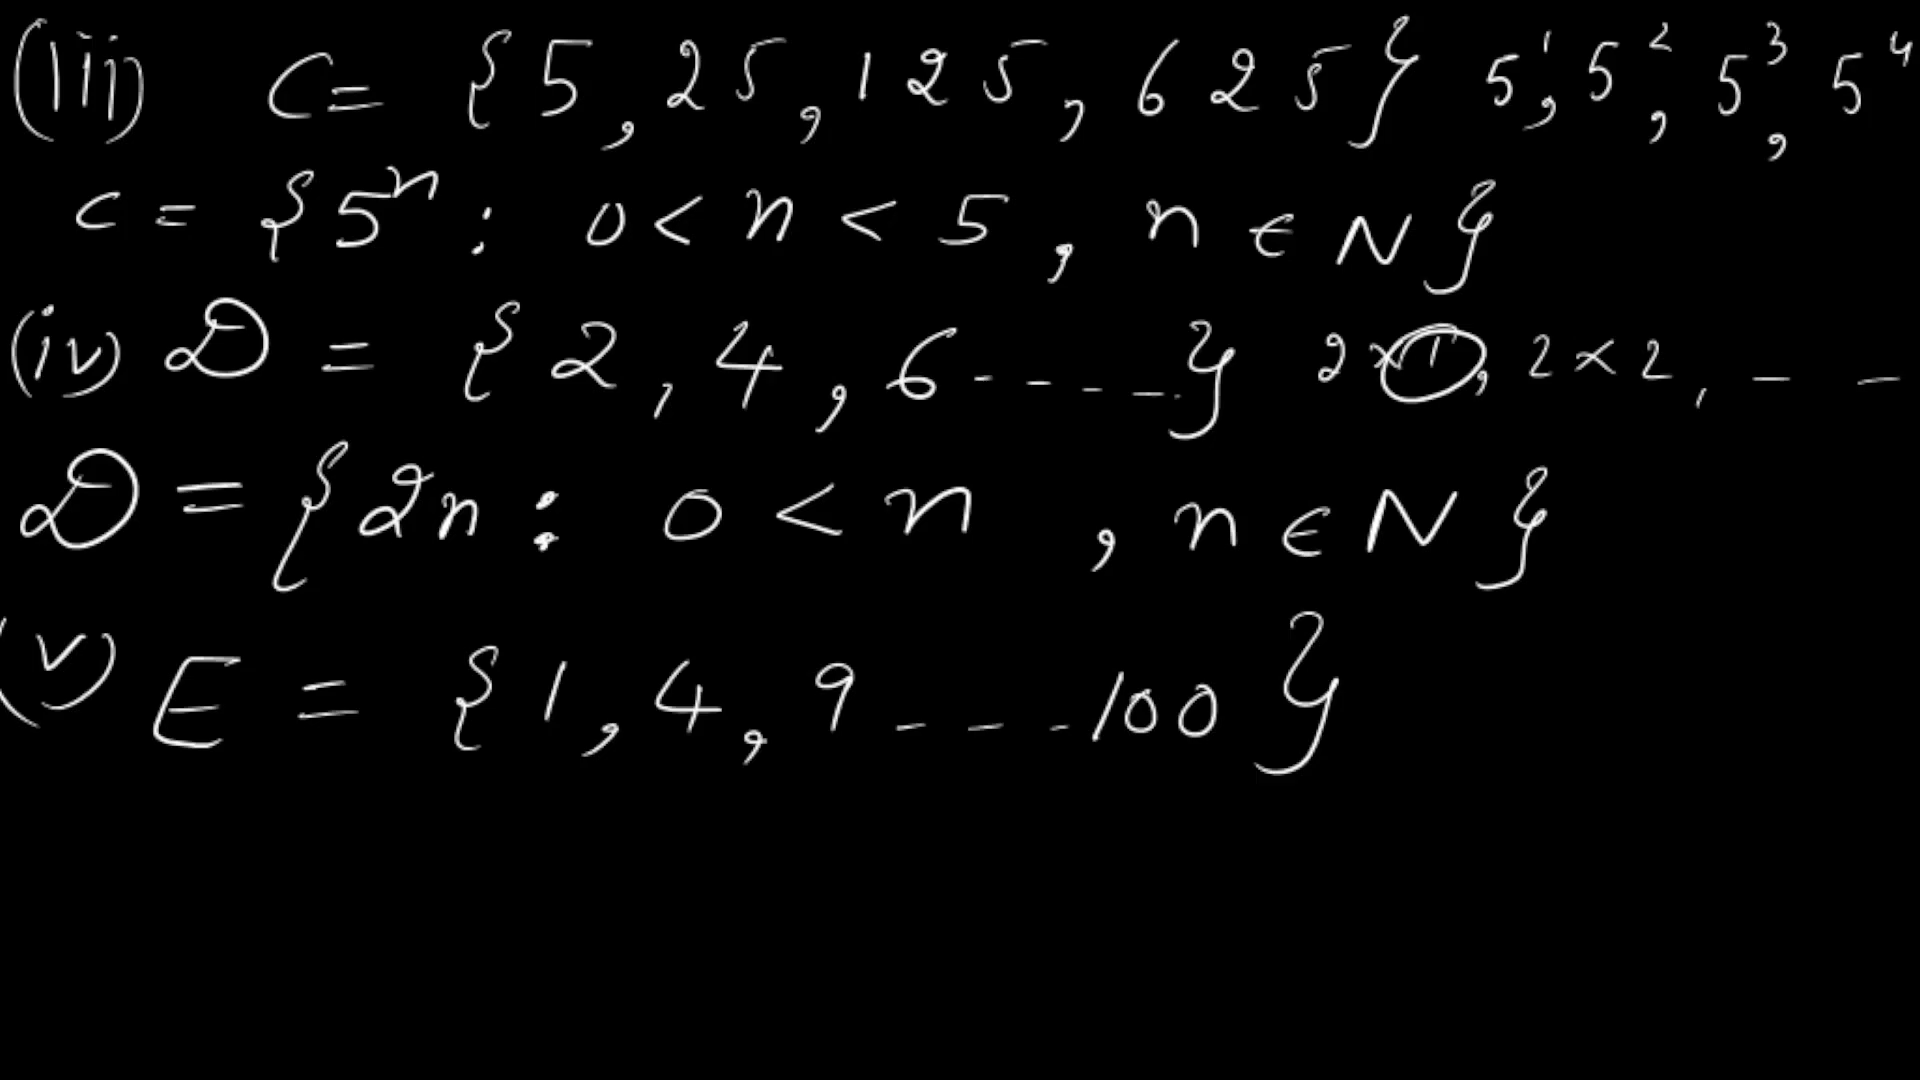 (iii) C = {5, 25, 125, 625} 5¹, 5², 5³, 5⁴
C = {5ⁿ : 0 < n < 5, n ∈ N}
(iv) D = {2, 4, 6 - - - - -} 2×1, 2×2, - -
D = {2n : 0 < n , n ∈ N}
(v) E = {1, 4, 9 - - - 100}